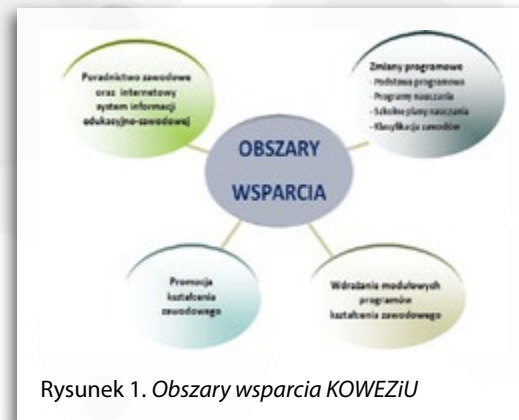 Poradnictwo zawodowe
oraz internetowy
system informacji
edukacyjno-zawodowej
Zmiany programowe
- Podstawa programowa
- Programy nauczania
- Szkolne plany nauczania
- Klasyfikacja zawodów
OBSZARY
WSPARCIA
Promocja
kształcenia
zawodowego
Wdrażanie modułowych
programów
kształcenia zawodowego
Rysunek 1. Obszary wsparcia KOWEZiU